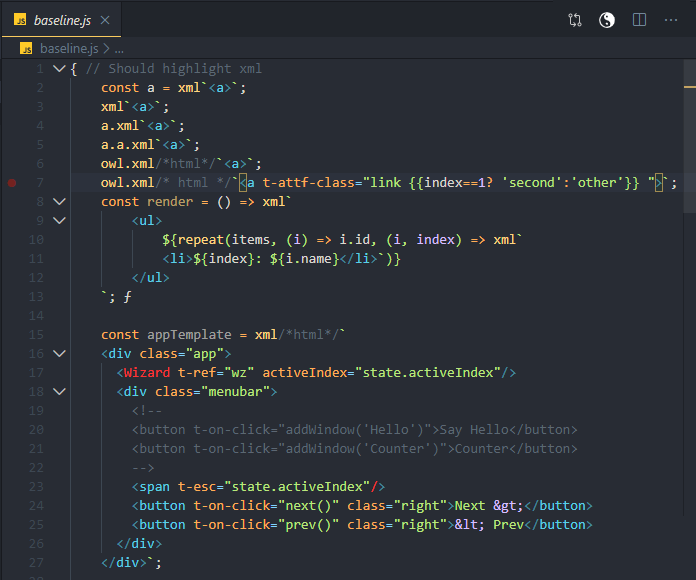 JS baseline.js ×
JS baseline.js > ...
1 { // Should highlight xml
2 const a = xml`<a>`;
3 xml`<a>`;
4 a.xml`<a>`;
5 a.a.xml`<a>`;
6 owl.xml/*html*/`<a>`;
7 owl.xml/* html */`<a t-attf-class="link {{index==1? 'second':'other'}} ">`;
8 const render = () => xml`
9 <ul>
10 ${repeat(items, (i) => i.id, (i, index) => xml`
11 <li>${index}: ${i.name}</li>`)}
12 </ul>
13 `; ƒ
14
15 const appTemplate = xml/*html*/`
16 <div class="app">
17 <Wizard t-ref="wz" activeIndex="state.activeIndex"/>
18 <div class="menubar">
19 <!--
20 <button t-on-click="addWindow('Hello')">Say Hello</button>
21 <button t-on-click="addWindow('Counter')">Counter</button>
22 -->
23 <span t-esc="state.activeIndex"/>
24 <button t-on-click="next()" class="right">Next &gt;</button>
25 <button t-on-click="prev()" class="right">&lt; Prev</button>
26 </div>
27 </div>`;